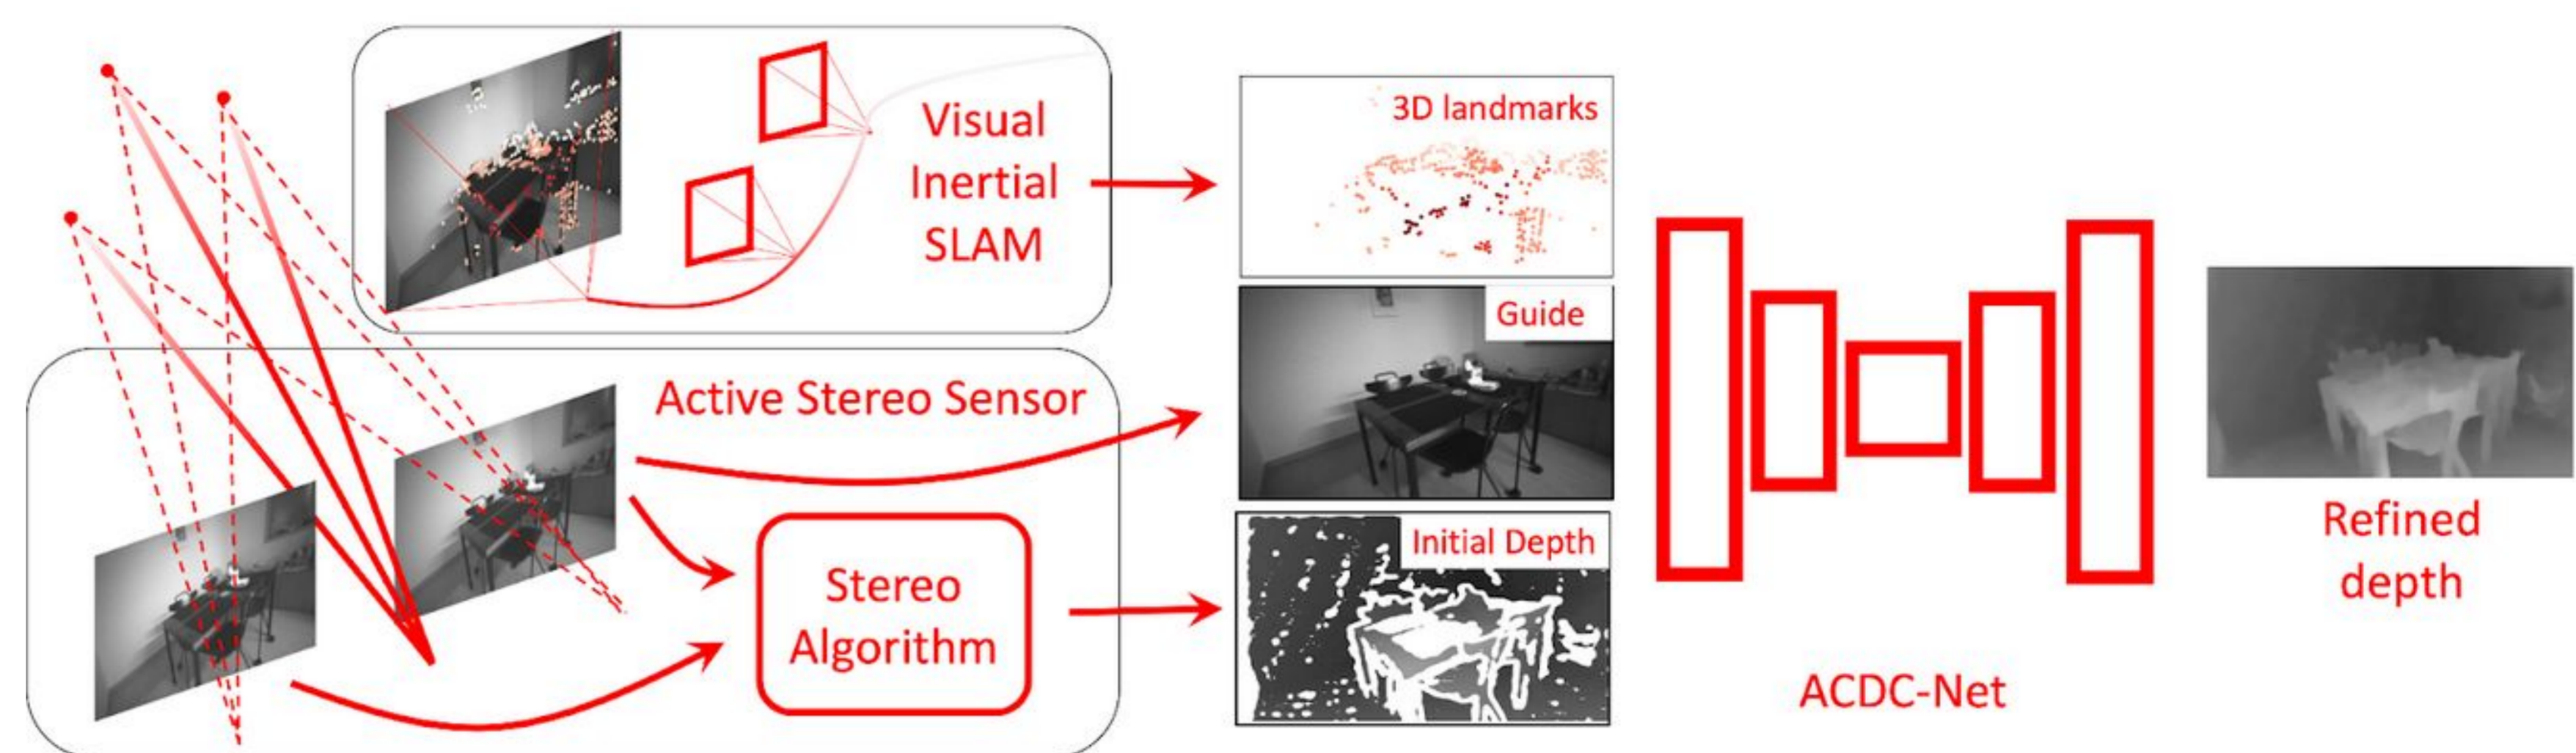 Visual
Inertial
SLAM
3D landmarks
Guide
Active Stereo Sensor
Stereo
Algorithm
Initial Depth
ACDC-Net
Refined
depth